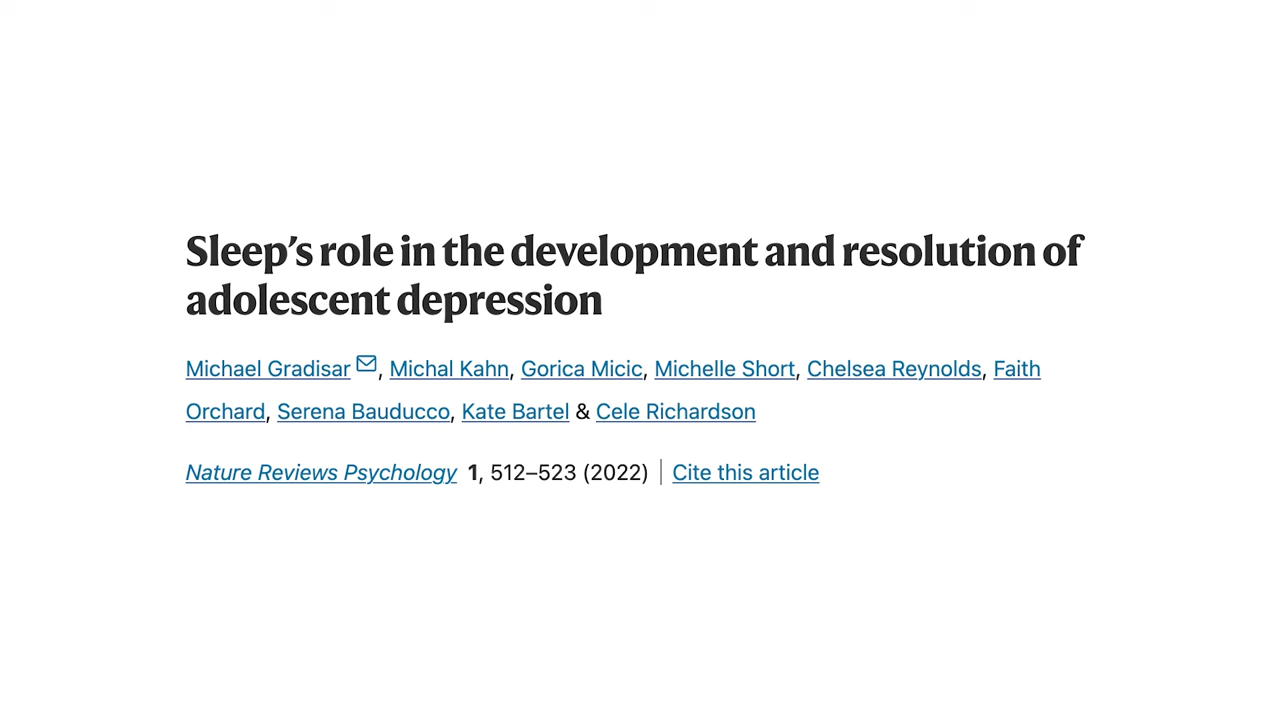 Sleep’s role in the development and resolution of
adolescent depression
Michael Gradisar, Michal Kahn, Gorica Micic, Michelle Short, Chelsea Reynolds, Faith
Orchard, Serena Bauducco, Kate Bartel & Cele Richardson
Nature Reviews Psychology 1, 512–523 (2022) | Cite this article